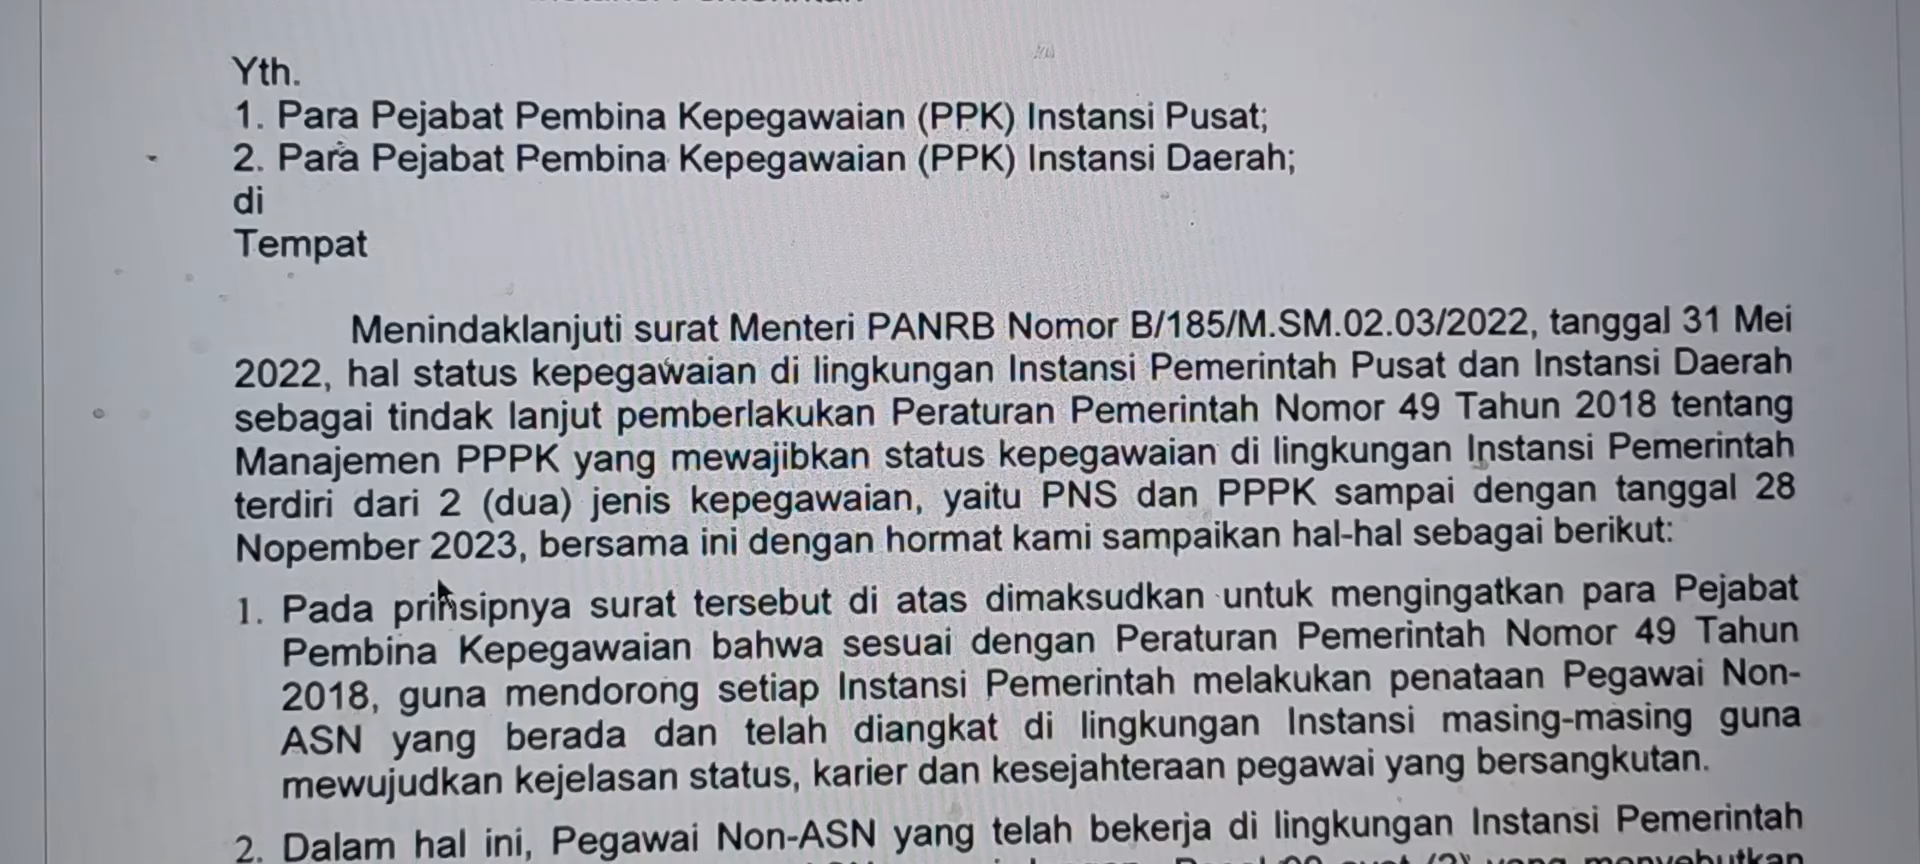 Yth.
1. Para Pejabat Pembina Kepegawaian (PPK) Instansi Pusat;
2. Para Pejabat Pembina Kepegawaian (PPK) Instansi Daerah;
di
Tempat
Menindaklanjuti surat Menteri PANRB Nomor B/185/M.SM.02.03/2022, tanggal 31 Mei
2022, hal status kepegawaian di lingkungan Instansi Pemerintah Pusat dan Instansi Daerah
sebagai tindak lanjut pemberlakukan Peraturan Pemerintah Nomor 49 Tahun 2018 tentang
Manajemen PPPK yang mewajibkan status kepegawaian di lingkungan Instansi Pemerintah
terdiri dari 2 (dua) jenis kepegawaian, yaitu PNS dan PPPK sampai dengan tanggal 28
Nopember 2023, bersama ini dengan hormat kami sampaikan hal-hal sebagai berikut:
1. Pada prinsipnya surat tersebut di atas dimaksudkan untuk mengingatkan para Pejabat
Pembina Kepegawaian bahwa sesuai dengan Peraturan Pemerintah Nomor 49 Tahun
2018, guna mendorong setiap Instansi Pemerintah melakukan penataan Pegawai Non-
ASN yang berada dan telah diangkat di lingkungan Instansi masing-masing guna
mewujudkan kejelasan status, karier dan kesejahteraan pegawai yang bersangkutan.
2. Dalam hal ini, Pegawai Non-ASN yang telah bekerja di lingkungan Instansi Pemerintah
(2) yang menyebutkan